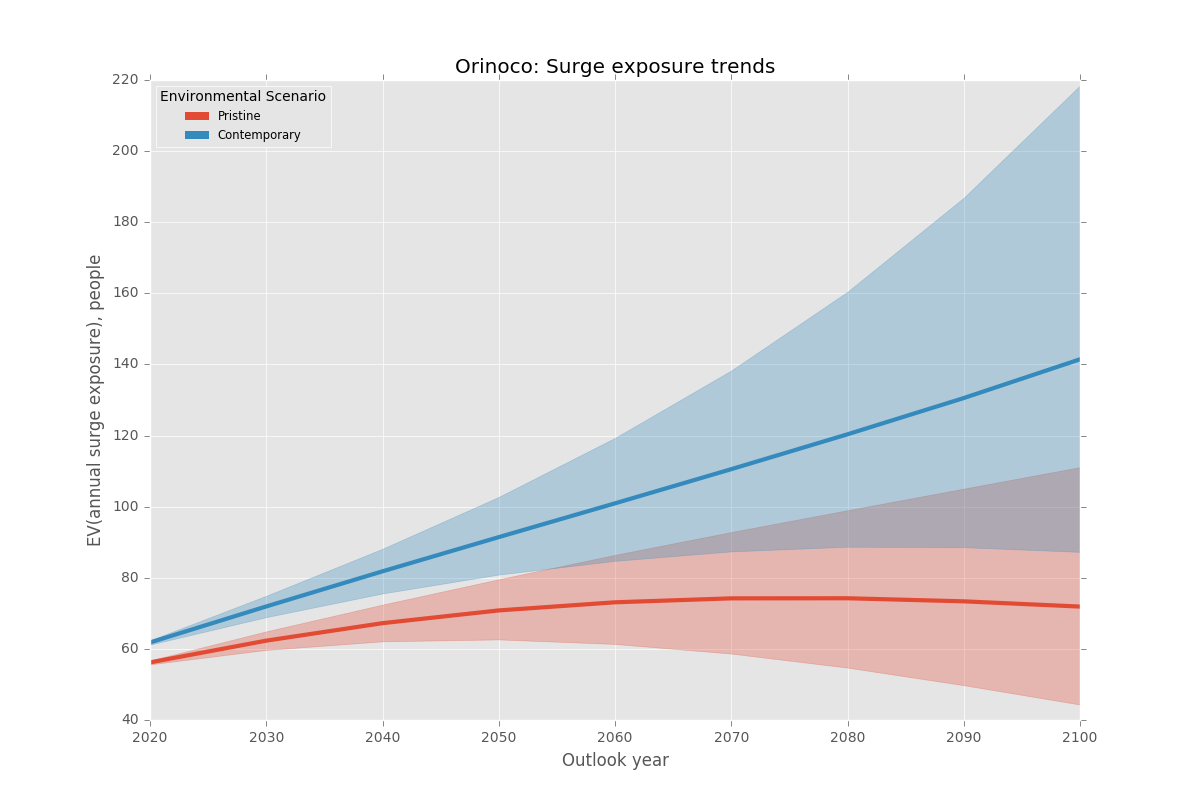 Orinoco: Surge exposure trends
Environmental Scenario
Pristine
Contemporary
EV(annual surge exposure), people
220
200
180
160
140
120
100
80
60
40
2020 2030 2040 2050 2060 2070 2080 2090 2100
Outlook year